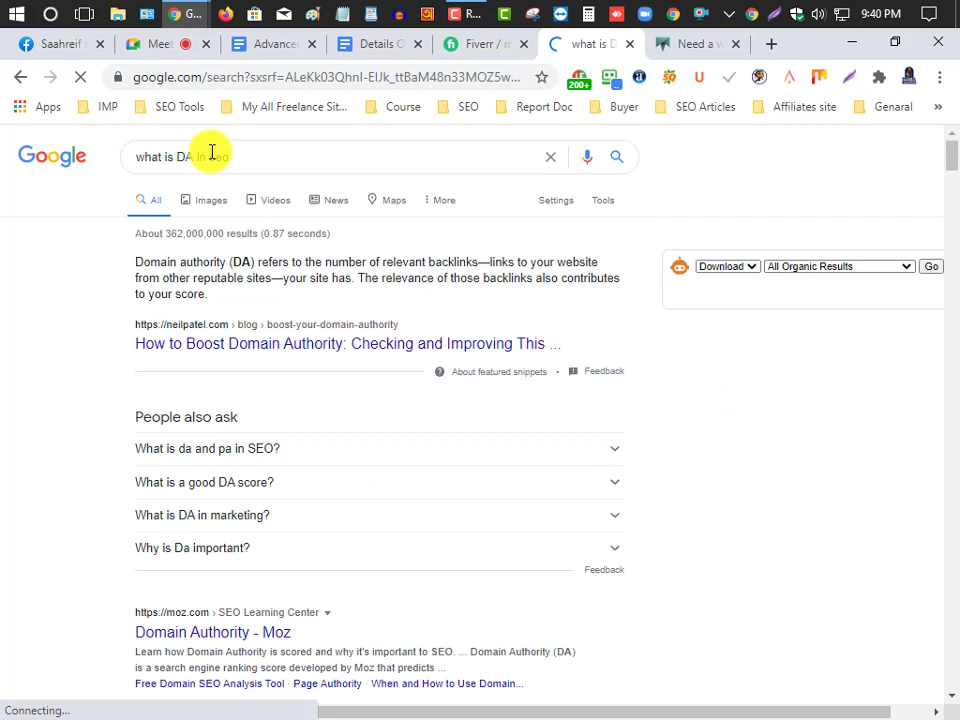 G...
R...
9:40 PM
Saahreif
Meet
Advance
Details O
Fiverr / m
what is D
Need a w
google.com/search?sxsrf=ALeKk03QhnI-EIJk_ttBaM48n33MOZ5w...
200+
Apps
IMP
SEO Tools
My All Freelance Sit...
Course
SEO
Report Doc
Buyer
SEO Articles
Affiliates site
Genaral
»
Google
what is DA in seo
All
Images
Videos
News
Maps
More
Settings
Tools
About 362,000,000 results (0.87 seconds)
Domain authority (DA) refers to the number of relevant backlinks—links to your website
from other reputable sites—your site has. The relevance of those backlinks also contributes
to your score.
Download
All Organic Results
Go
https://neilpatel.com › blog › boost-your-domain-authority
How to Boost Domain Authority: Checking and Improving This ...
About featured snippets
Feedback
People also ask
What is da and pa in SEO?
What is a good DA score?
What is DA in marketing?
Why is Da important?
Feedback
https://moz.com › SEO Learning Center
Domain Authority - Moz
Learn how Domain Authority is scored and why it's important to SEO. ... Domain Authority (DA)
is a search engine ranking score developed by Moz that predicts ...
Free Domain SEO Analysis Tool · Page Authority · When and How to Use Domain...
Connecting...